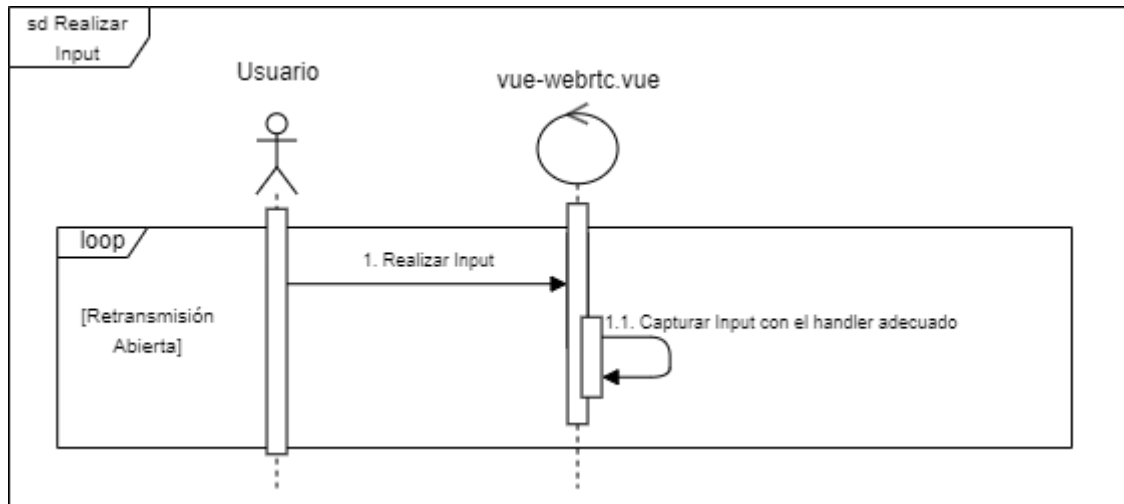 sd Realizar
Input
Usuario
vue-webrtc.vue
loop
1. Realizar Input
[Retransmisión
Abierta]
1.1. Capturar Input con el handler adecuado